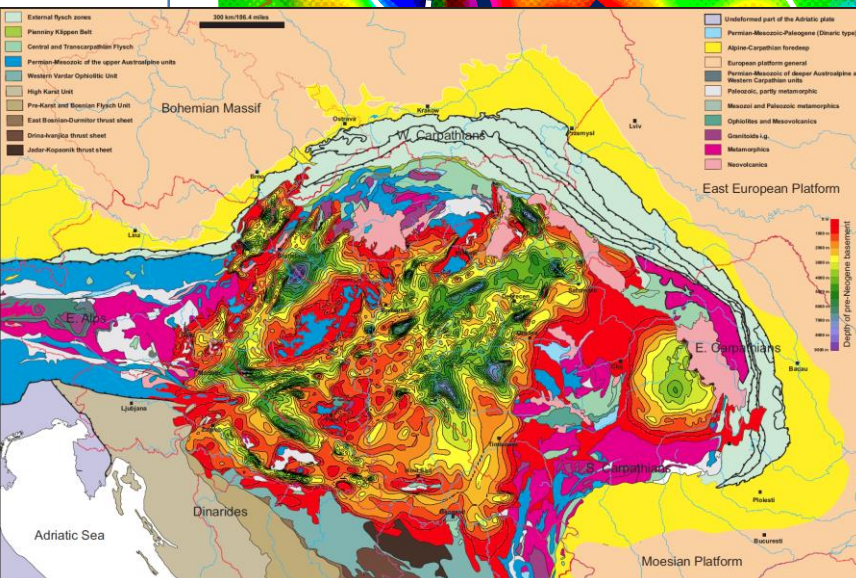 External flysch zones
Pienniny Klippen Belt
Central and Transcarpathian Flysch
Permian-Mesozoic of the upper Austroalpine units
Western Vardar Ophiolitic Unit
High Karst Unit
Pre-Karst and Bosnian Flysch Unit
East Bosnian-Durmitor thrust sheet
Drina-Ivanjica thrust sheet
Jadar-Kopaonik thrust sheet
300 km/186.4 miles
Undeformed part of the Adriatic plate
Permian-Mesozoic-Paleogene (Dinaric type)
Alpine-Carpathian foredeep
European platform general
Permian-Mesozoic of deeper Austroalpine a
Western Carpathian units
Paleozoic, partly metamorphic
Mesozoi and Paleozoic metamorphics
Ophiolites and Mesovolcanics
Granitoids i.g.
Metamorphics
Neovolcanics
Bohemian Massif
Ostrava
Krakow
W. Carpathians
Lviv
East European Platform
Brno
Linz
Depth of pre-Neogene basement
E. Alps
E. Carpathians
Cluj
Bacau
Ljubljana
S. Carpathians
Ploiesti
Dinarides
Adriatic Sea
Bucuresti
Moesian Platform